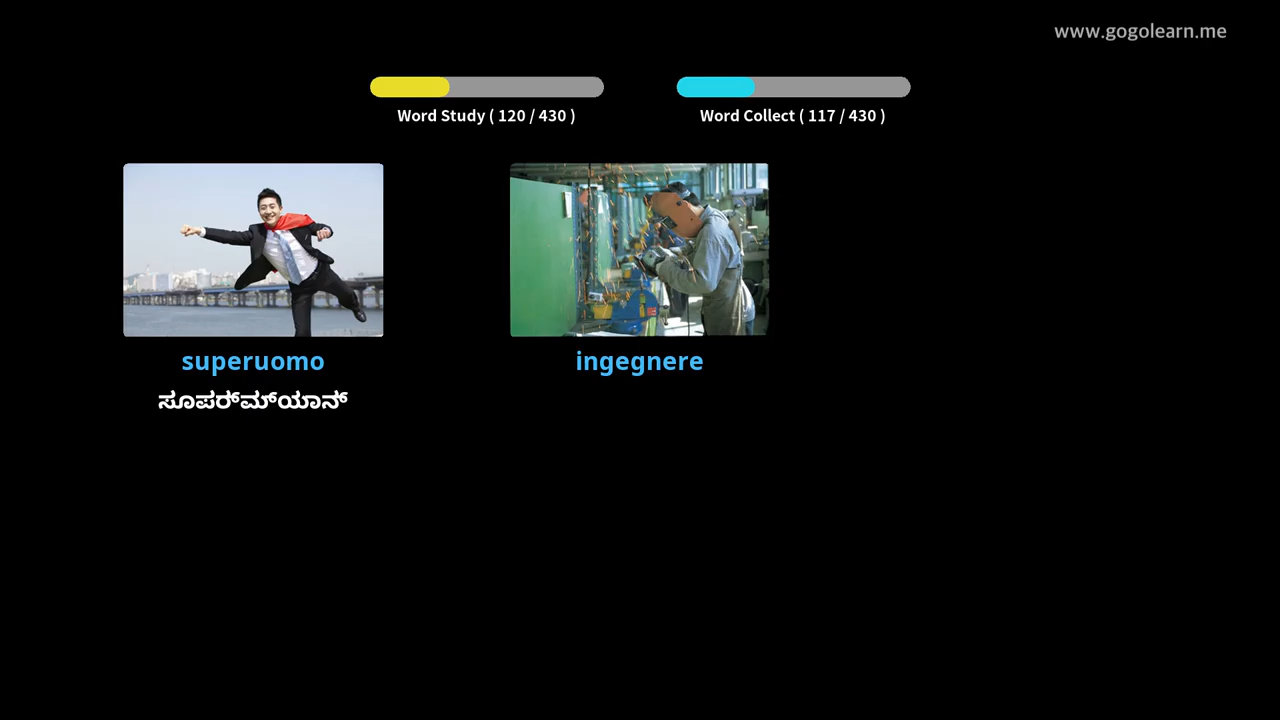 www.gogolearn.me
Word Study ( 120 / 430 )
Word Collect ( 117 / 430 )
superuomo
ಸೂಪರ್‌ಮ್ಯಾನ್
ingegnere